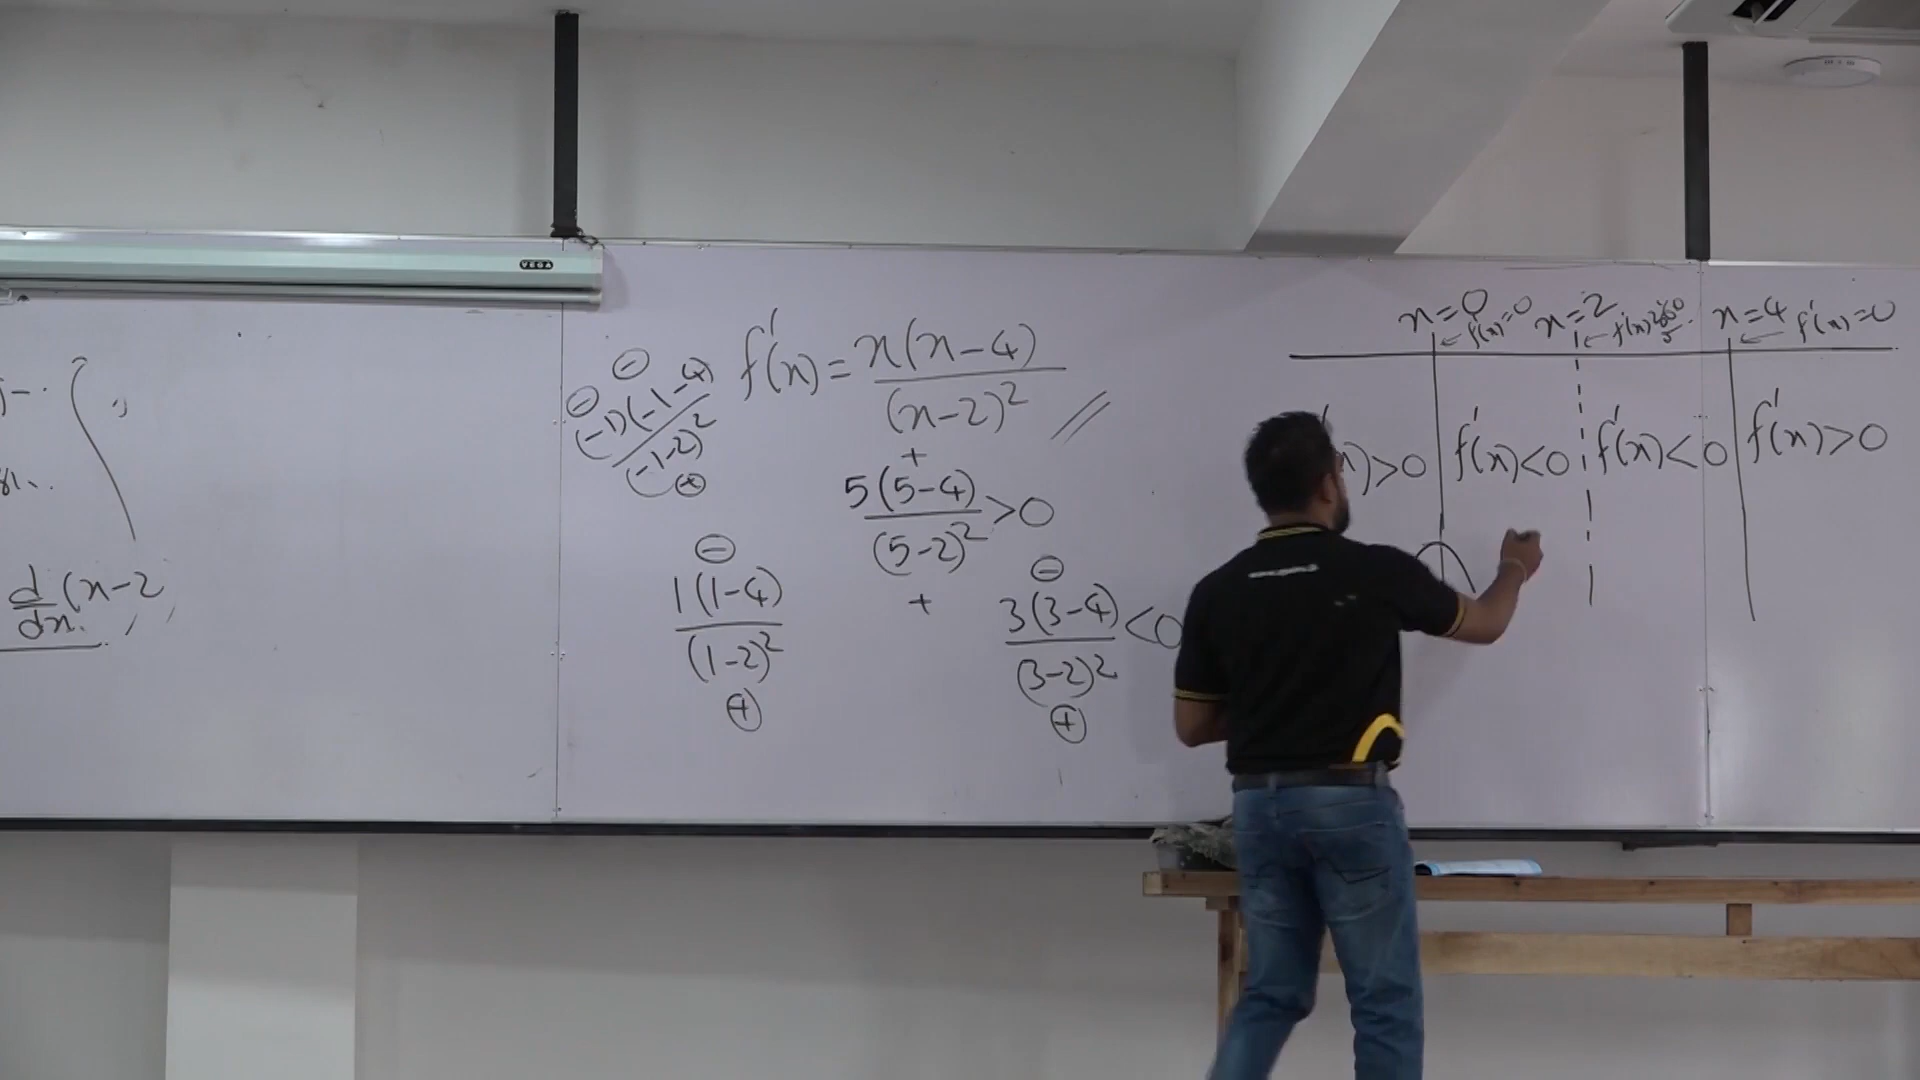 VEGA
d/dx (x-2
(-1)(-1-4)/(-1-2)²
f'(x) = x(x-4)/(x-2)²
5(5-4)/(5-2)² > 0
1(1-4)/(1-2)²
3(3-4)/(3-2)² < 0
x=0 x=2 x=4
f'(x)=0 f'(x) f'(x)=0
x)>0 f'(x)<0 f'(x)<0 f'(x)>0